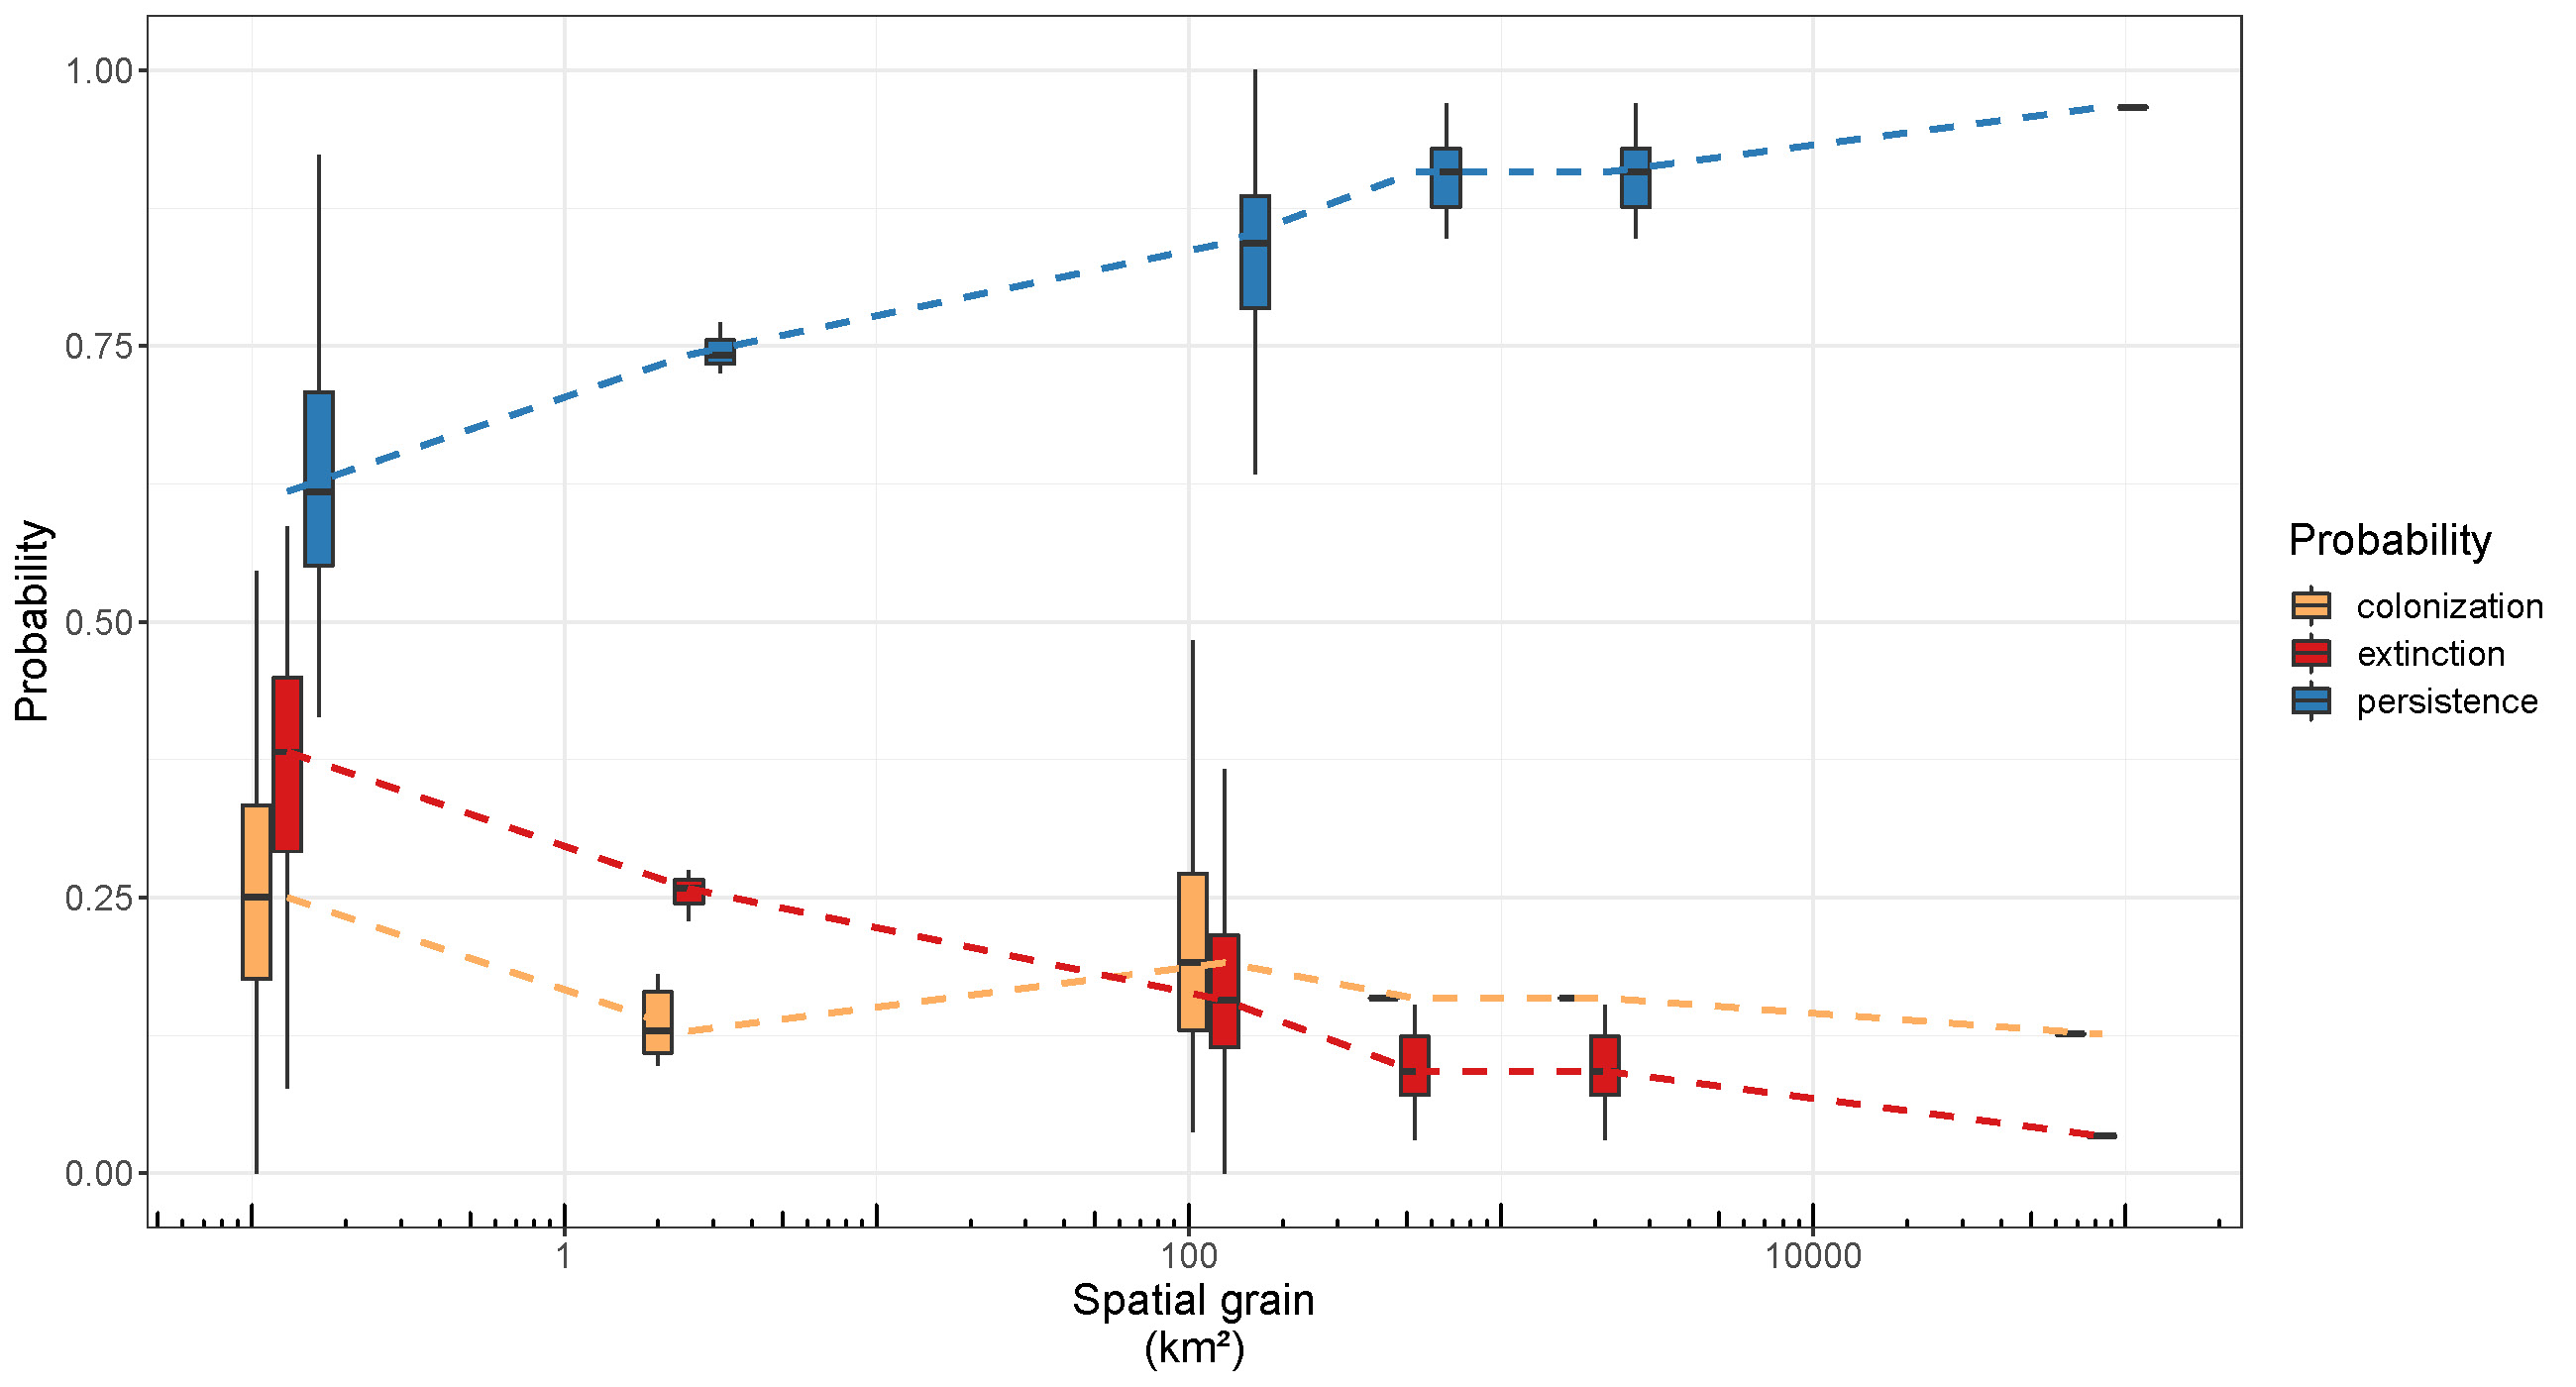 1.00
0.75
0.50
0.25
0.00
Probability
1
100
10000
Spatial grain
(km²)
Probability
colonization
extinction
persistence